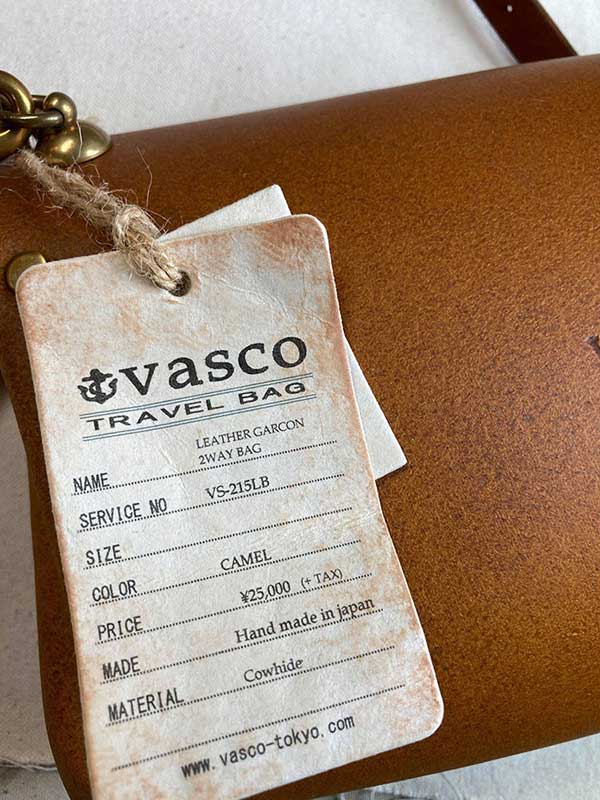 vasco
TRAVEL BAG
NAME LEATHER GARCON
2WAY BAG
SERVICE NO VS-215LB
SIZE
COLOR CAMEL
PRICE ¥25,000 (+ TAX)
MADE Hand made in japan
MATERIAL Cowhide
www.vasco-tokyo.com